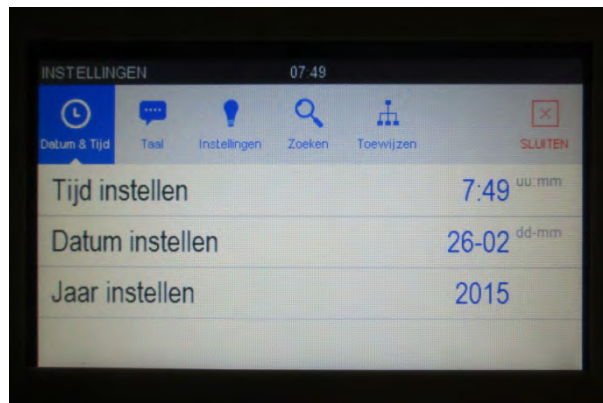 INSTELLINGEN 07:49
Datum & Tijd Taal Instellingen Zoeken Toewijzen SLUITEN
Tijd instellen 7:49 uu:mm
Datum instellen 26-02 dd-mm
Jaar instellen 2015